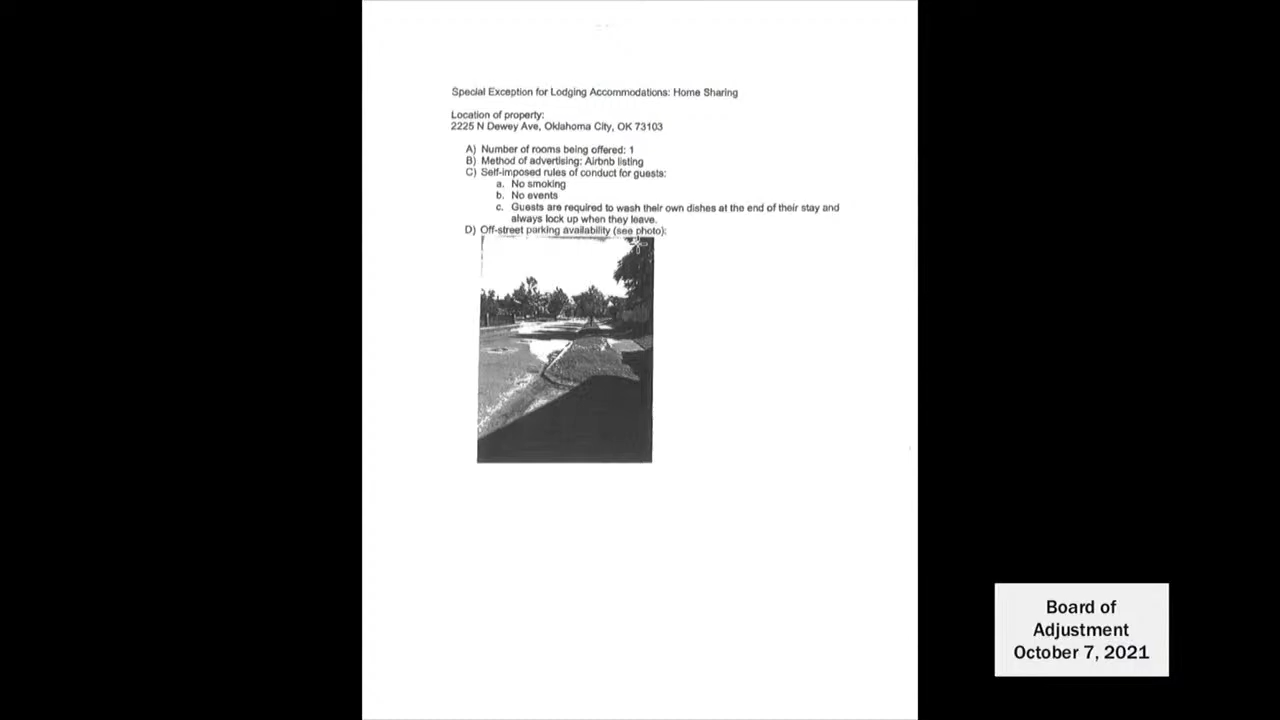 Special Exception for Lodging Accommodations: Home Sharing
Location of property:
2225 N Dewey Ave, Oklahoma City, OK 73103
A) Number of rooms being offered: 1
B) Method of advertising: Airbnb listing
C) Self-imposed rules of conduct for guests:
a. No smoking
b. No events
c. Guests are required to wash their own dishes at the end of their stay and
always lock up when they leave.
D) Off-street parking availability (see photo):
Board of
Adjustment
October 7, 2021